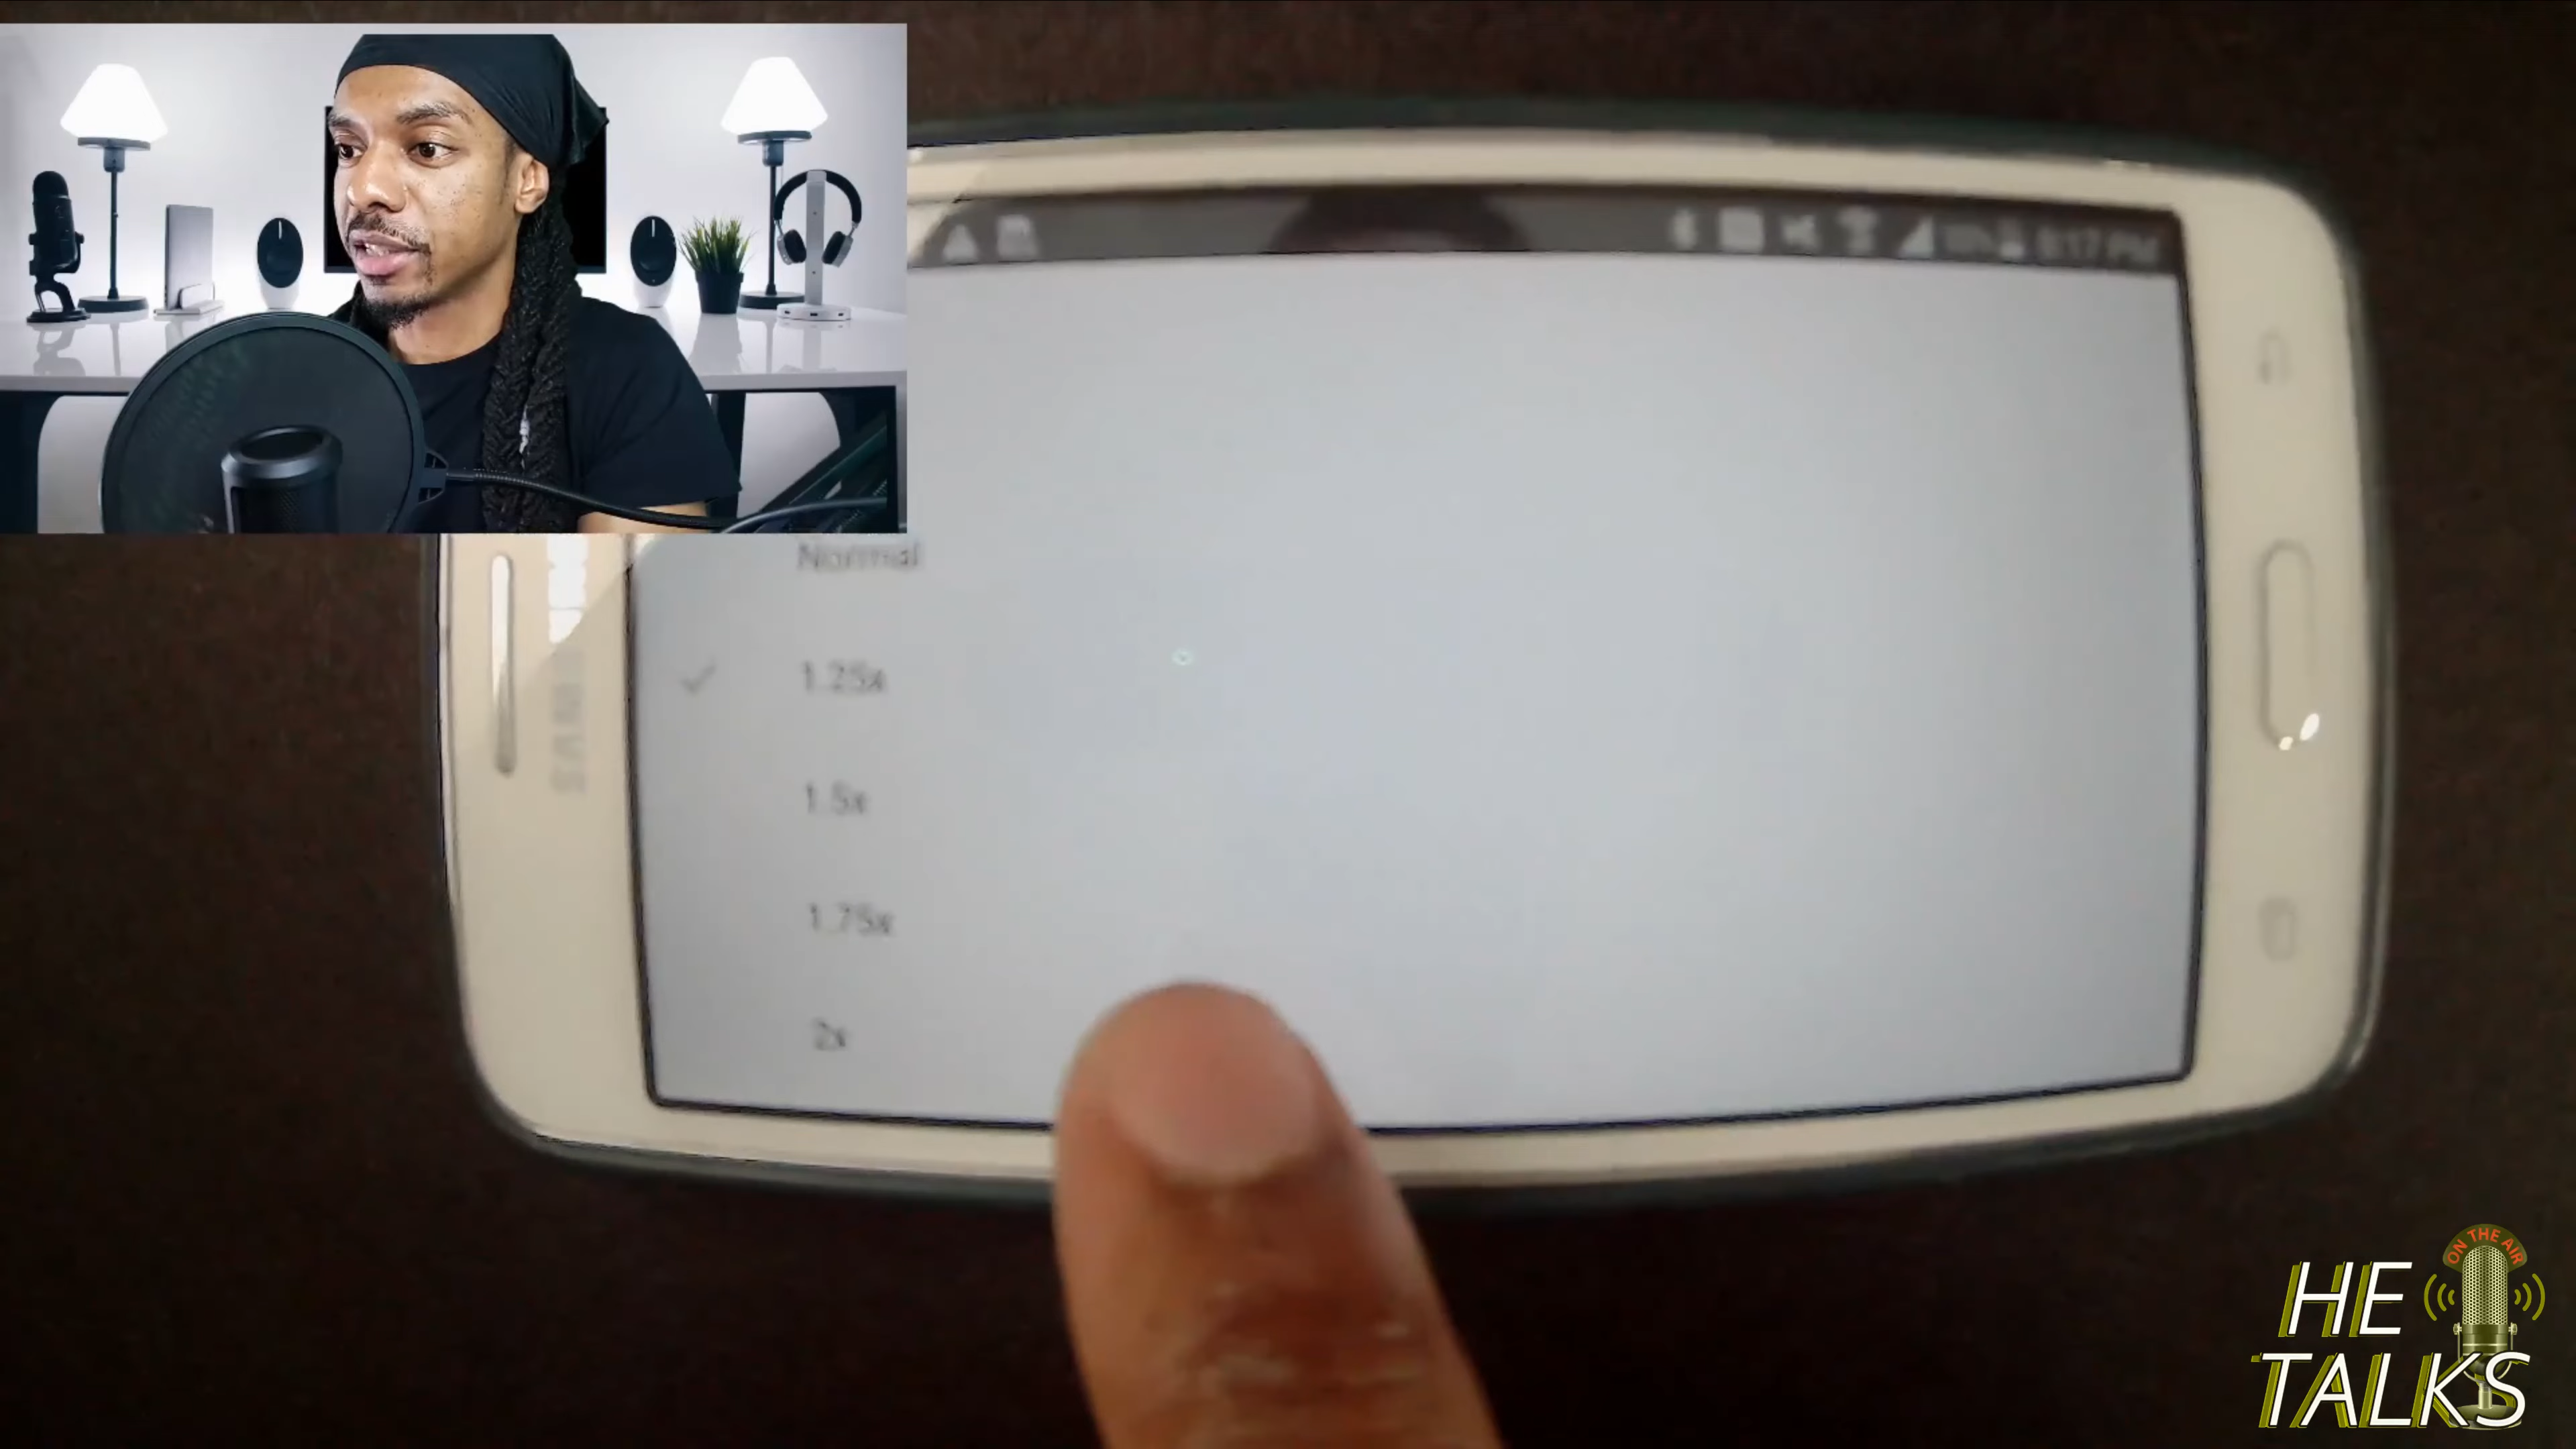 Normal
1.25x
1.5x
1.75x
2x
ON THE AIR
HE
TALKS